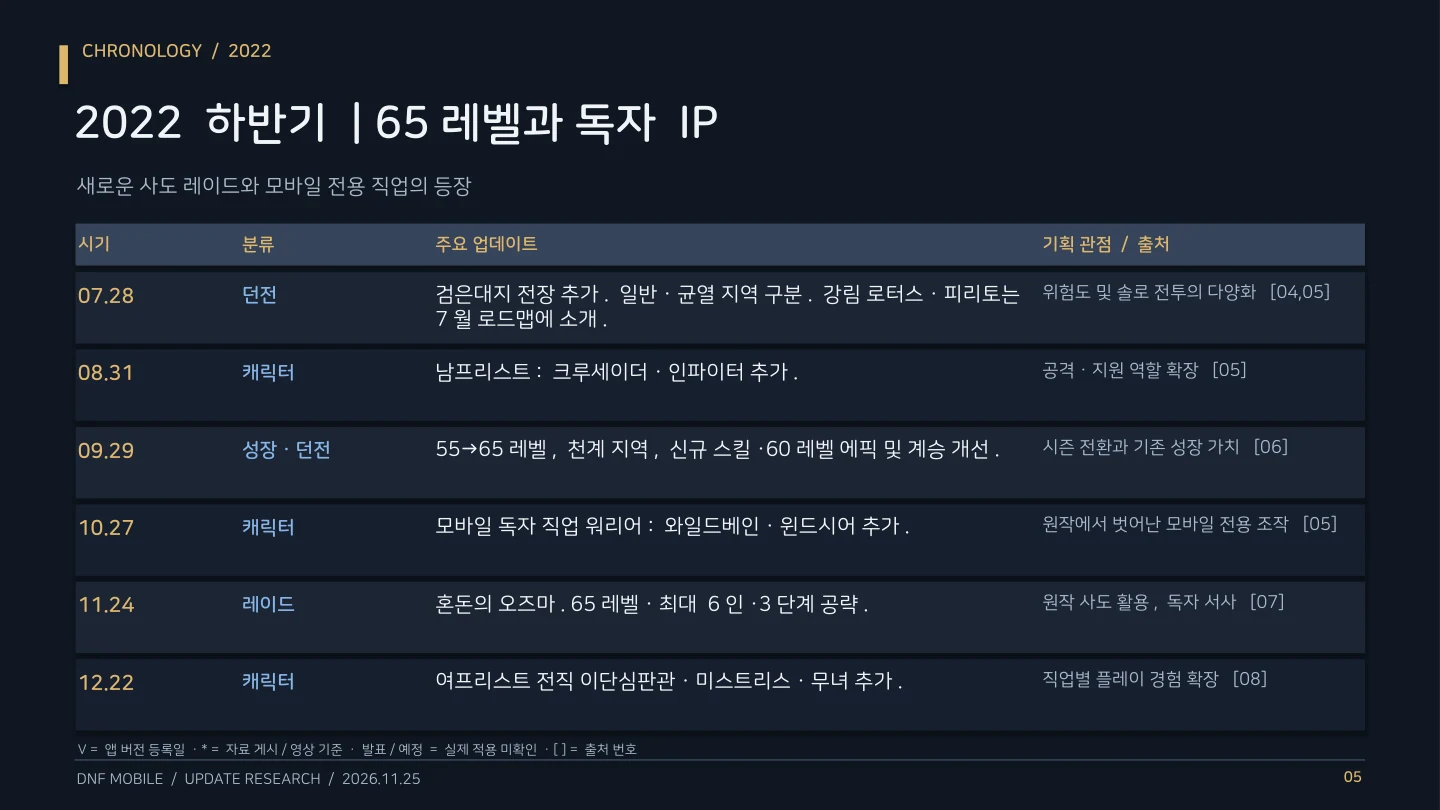 CHRONOLOGY / 2022
2022 하반기 | 65 레벨과 독자 IP
새로운 사도 레이드와 모바일 전용 직업의 등장
시기 분류 주요 업데이트 기획 관점 / 출처
07.28 던전 검은대지 전장 추가 . 일반 · 균열 지역 구분 . 강림 로터스 · 피리토는 위험도 및 솔로 전투의 다양화 [04,05]
7 월 로드맵에 소개 .
08.31 캐릭터 남프리스트 : 크루세이더 · 인파이터 추가 . 공격 · 지원 역할 확장 [05]
09.29 성장 · 던전 55→65 레벨 , 천계 지역 , 신규 스킬 ·60 레벨 에픽 및 계승 개선 . 시즌 전환과 기존 성장 가치 [06]
10.27 캐릭터 모바일 독자 직업 워리어 : 와일드베인 · 윈드시어 추가 . 원작에서 벗어난 모바일 전용 조작 [05]
11.24 레이드 혼돈의 오즈마 . 65 레벨 · 최대 6 인 ·3 단계 공략 . 원작 사도 활용 , 독자 서사 [07]
12.22 캐릭터 여프리스트 전직 이단심판관 · 미스트리스 · 무녀 추가 . 직업별 플레이 경험 확장 [08]
V = 앱 버전 등록일 · * = 자료 게시 / 영상 기준 · 발표 / 예정 = 실제 적용 미확인 · [ ] = 출처 번호
DNF MOBILE / UPDATE RESEARCH / 2026.11.25 05